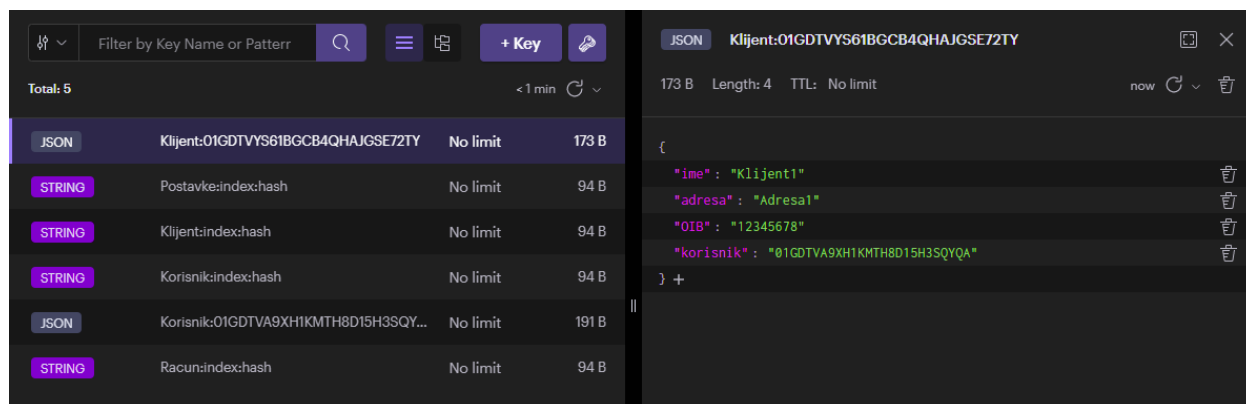 Filter by Key Name or Patterr
+ Key
Total: 5
<1 min
JSON Klijent:01GDTVYS61BGCB4QHAJGSE72TY No limit 173 B
STRING Postavke:index:hash No limit 94 B
STRING Klijent:index:hash No limit 94 B
STRING Korisnik:index:hash No limit 94 B
JSON Korisnik:01GDTVA9XH1KMTH8D15H3SQY... No limit 191 B
STRING Racun:index:hash No limit 94 B
JSON Klijent:01GDTVYS61BGCB4QHAJGSE72TY
173 B Length: 4 TTL: No limit now
{
"ime" : "Klijent1"
"adresa" : "Adresa1"
"OIB" : "12345678"
"korisnik" : "01GDTVA9XH1KMTH8D15H3SQYQA"
} +